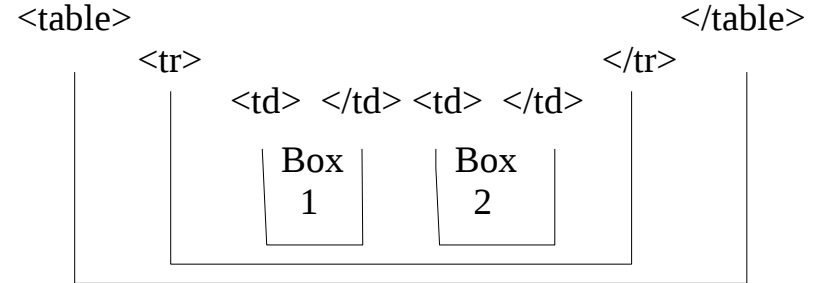 <table> </table>
<tr> </tr>
<td> </td> <td> </td>
Box Box
1 2